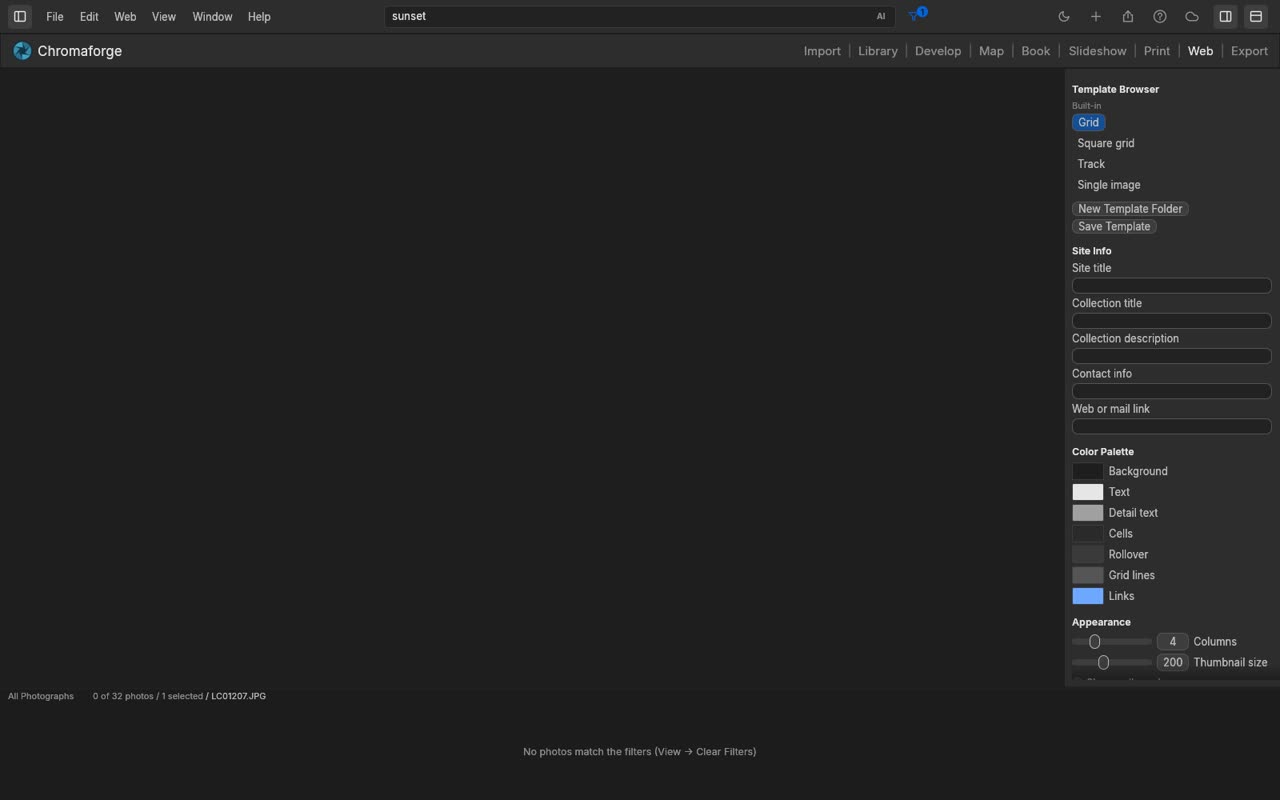 File Edit Web View Window Help
sunset AI
1
Chromaforge
Import Library Develop Map Book Slideshow Print Web Export
Template Browser
Built-in
Grid
Square grid
Track
Single image
New Template Folder
Save Template
Site Info
Site title
Collection title
Collection description
Contact info
Web or mail link
Color Palette
Background
Text
Detail text
Cells
Rollover
Grid lines
Links
Appearance
4 Columns
200 Thumbnail size
All Photographs 0 of 32 photos / 1 selected / LC01207.JPG
No photos match the filters (View → Clear Filters)